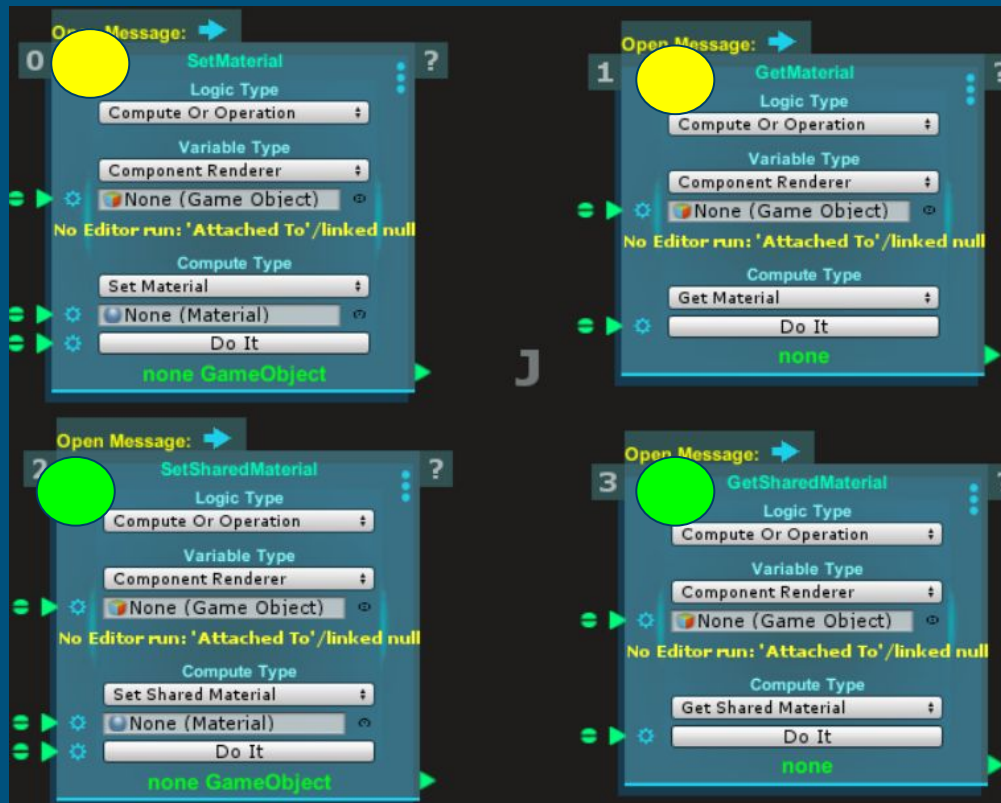 Open Message:
0
SetMaterial
?
Logic Type
Compute Or Operation
Variable Type
Component Renderer
None (Game Object)
No Editor run: 'Attached To'/linked null
Compute Type
Set Material
None (Material)
Do It
none GameObject
Open Message:
1
GetMaterial
?
Logic Type
Compute Or Operation
Variable Type
Component Renderer
None (Game Object)
No Editor run: 'Attached To'/linked null
Compute Type
Get Material
Do It
none
J
Open Message:
2
SetSharedMaterial
?
Logic Type
Compute Or Operation
Variable Type
Component Renderer
None (Game Object)
No Editor run: 'Attached To'/linked null
Compute Type
Set Shared Material
None (Material)
Do It
none GameObject
Open Message:
3
GetSharedMaterial
Logic Type
Compute Or Operation
Variable Type
Component Renderer
None (Game Object)
No Editor run: 'Attached To'/linked null
Compute Type
Get Shared Material
Do It
none